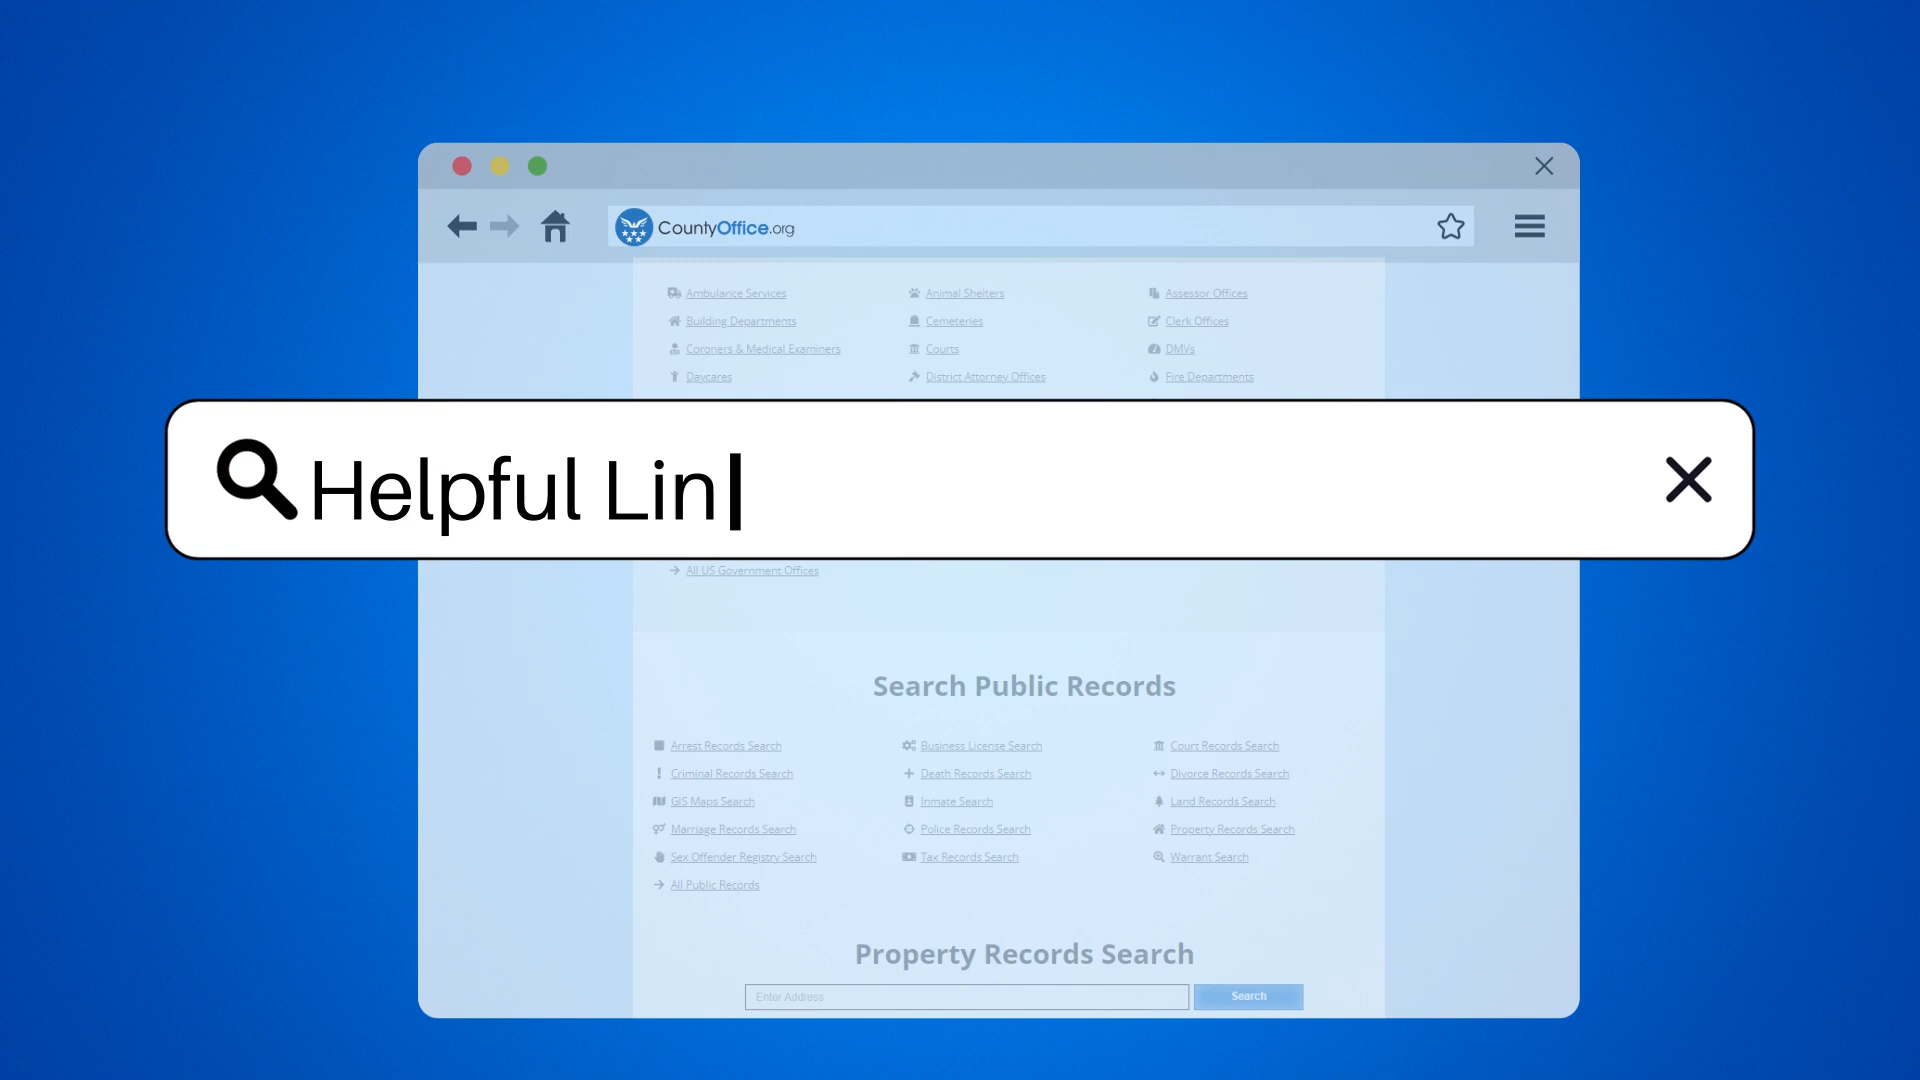 CountyOffice.org
Ambulance Services Animal Shelters Assessor Offices
Building Departments Cemeteries Clerk Offices
Coroners & Medical Examiners Courts DMVs
Daycares District Attorney Offices Fire Departments
Helpful Lin
All US Government Offices
Search Public Records
Arrest Records Search Business License Search Court Records Search
Criminal Records Search Death Records Search Divorce Records Search
GIS Maps Search Inmate Search Land Records Search
Marriage Records Search Police Records Search Property Records Search
Sex Offender Registry Search Tax Records Search Warrant Search
All Public Records
Property Records Search
Enter Address Search